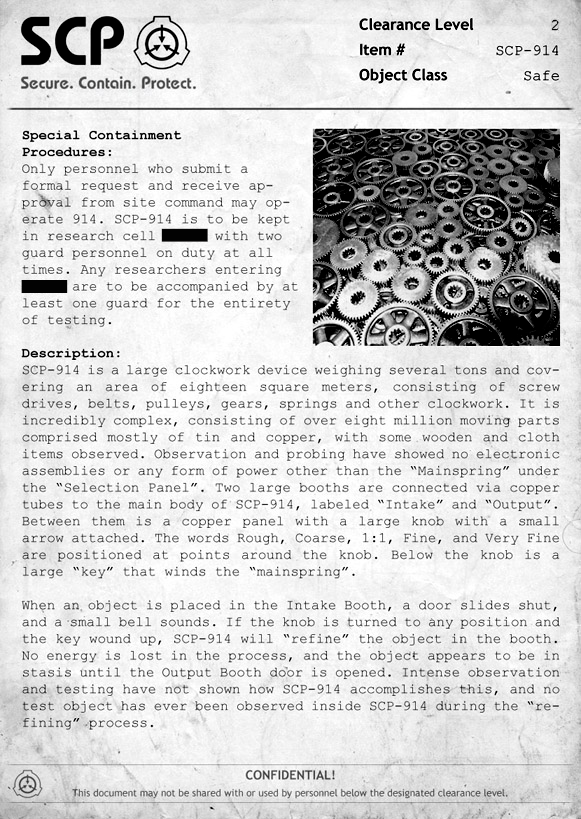 SCP
Secure. Contain. Protect.
Clearance Level 2
Item # SCP-914
Object Class Safe
Special Containment
Procedures:
Only personnel who submit a
formal request and receive ap-
proval from site command may op-
erate 914. SCP-914 is to be kept
in research cell with two
guard personnel on duty at all
times. Any researchers entering
are to be accompanied by at
least one guard for the entirety
of testing.
Description:
SCP-914 is a large clockwork device weighing several tons and cov-
ering an area of eighteen square meters, consisting of screw
drives, belts, pulleys, gears, springs and other clockwork. It is
incredibly complex, consisting of over eight million moving parts
comprised mostly of tin and copper, with some wooden and cloth
items observed. Observation and probing have showed no electronic
assemblies or any form of power other than the “Mainspring” under
the “Selection Panel”. Two large booths are connected via copper
tubes to the main body of SCP-914, labeled “Intake” and “Output”.
Between them is a copper panel with a large knob with a small
arrow attached. The words Rough, Coarse, 1:1, Fine, and Very Fine
are positioned at points around the knob. Below the knob is a
large “key” that winds the “mainspring”.
When an object is placed in the Intake Booth, a door slides shut,
and a small bell sounds. If the knob is turned to any position and
the key wound up, SCP-914 will “refine” the object in the booth.
No energy is lost in the process, and the object appears to be in
stasis until the Output Booth door is opened. Intense observation
and testing have not shown how SCP-914 accomplishes this, and no
test object has ever been observed inside SCP-914 during the “re-
fining” process.
CONFIDENTIAL!
This document may not be shared with or used by personnel below the designated clearance level.